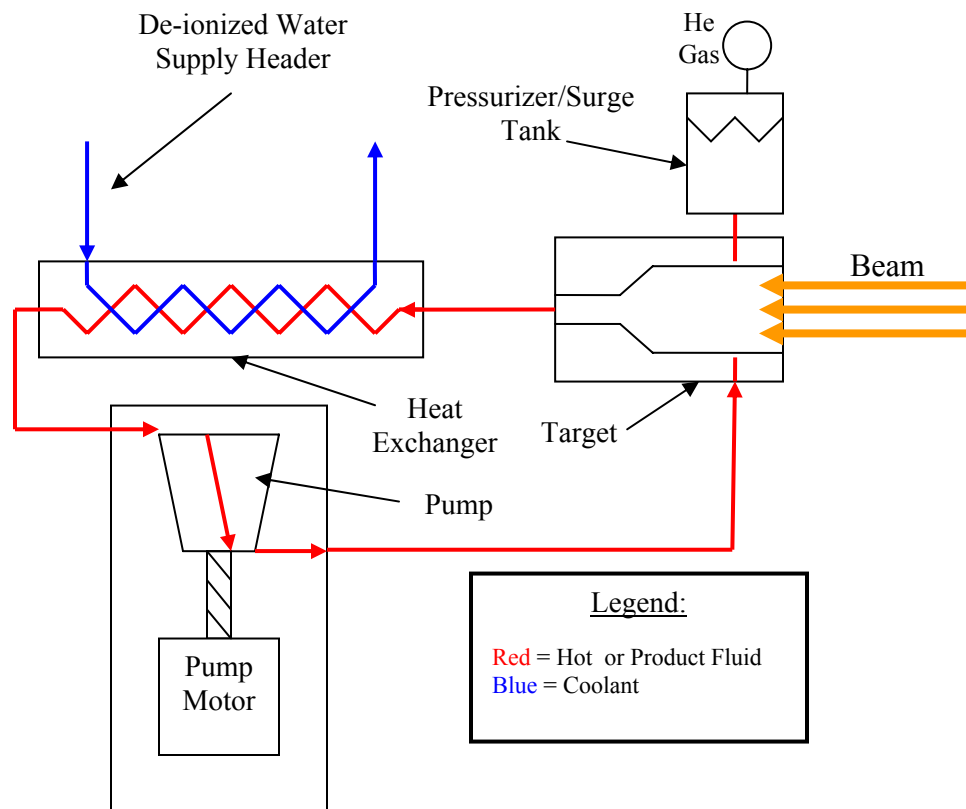 De-ionized Water
Supply Header
He
Gas
Pressurizer/Surge
Tank
Beam
Heat
Exchanger
Target
Pump
Legend:
Red = Hot or Product Fluid
Blue = Coolant
Pump
Motor